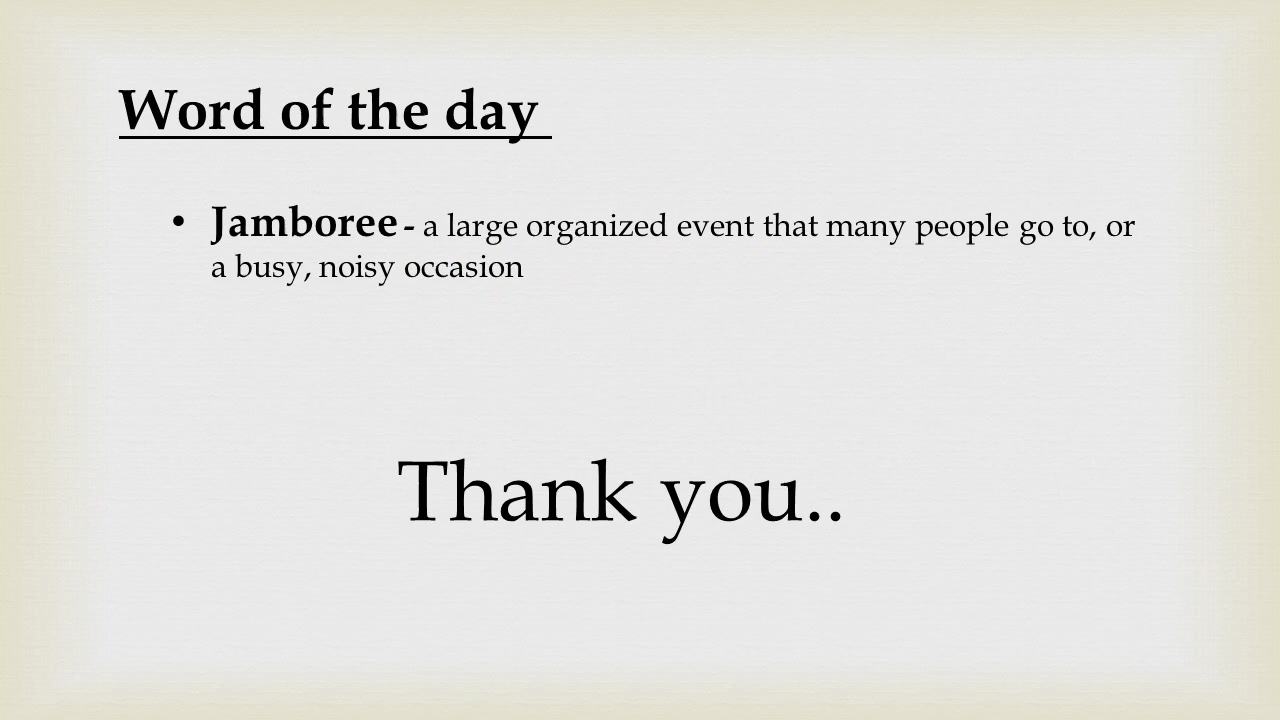 Word of the day
• Jamboree - a large organized event that many people go to, or
a busy, noisy occasion
Thank you..